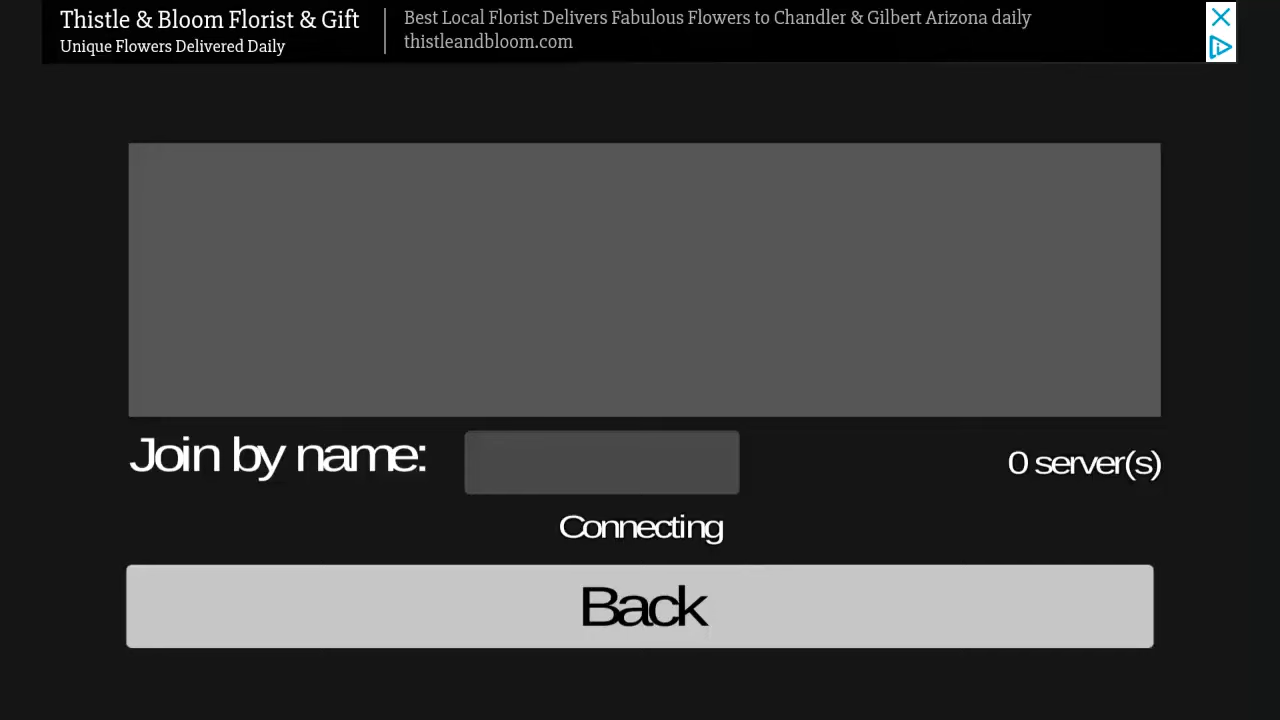 Thistle & Bloom Florist & Gift
Unique Flowers Delivered Daily
Best Local Florist Delivers Fabulous Flowers to Chandler & Gilbert Arizona daily
thistleandbloom.com
Join by name:
0 server(s)
Connecting
Back